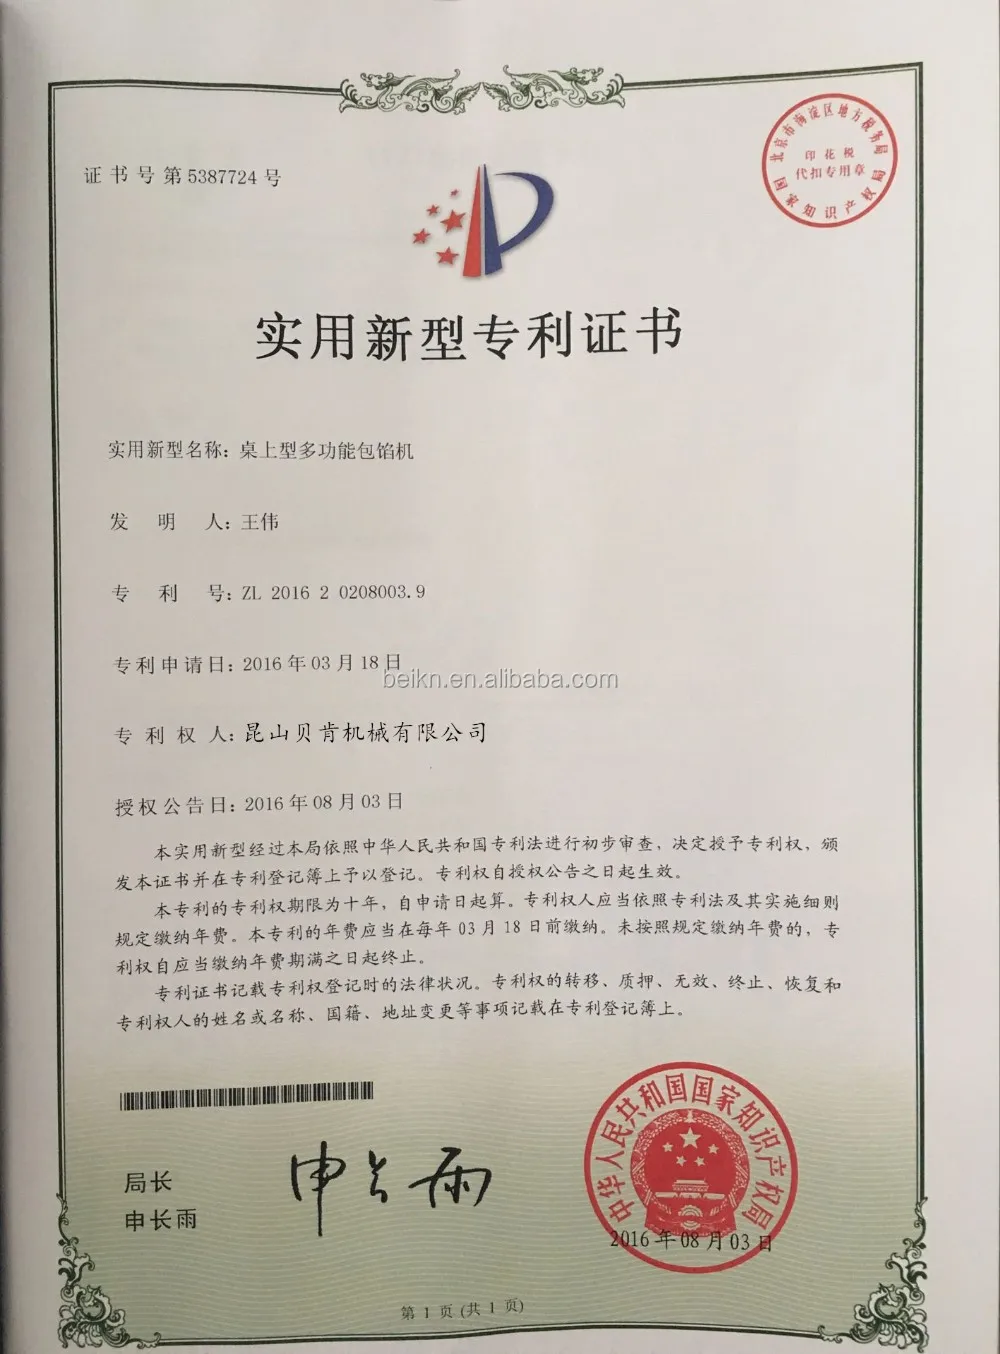 证书号第5387724号
北京市海淀区地方税务局
印花税
代扣专用章
国家知识产权局
实用新型专利证书
实用新型名称：桌上型多功能包馅机
发明人：王伟
专利号：ZL 2016 2 0208003.9
专利申请日：2016年03月18日
beikn.en.alibaba.com
专利权人：昆山贝肯机械有限公司
授权公告日：2016年08月03日
本实用新型经过本局依照中华人民共和国专利法进行初步审查，决定授予专利权，颁
发本证书并在专利登记簿上予以登记。专利权自授权公告之日起生效。
本专利的专利权期限为十年，自申请日起算。专利权人应当依照专利法及其实施细则
规定缴纳年费。本专利的年费应当在每年03月18日前缴纳。未按照规定缴纳年费的，专
利权自应当缴纳年费期满之日起终止。
专利证书记载专利权登记时的法律状况。专利权的转移、质押、无效、终止、恢复和
专利权人的姓名或名称、国籍、地址变更等事项记载在专利登记簿上。
局长
申长雨
申长雨
中华人民共和国国家知识产权局
2016年08月03日
第1页(共1页)